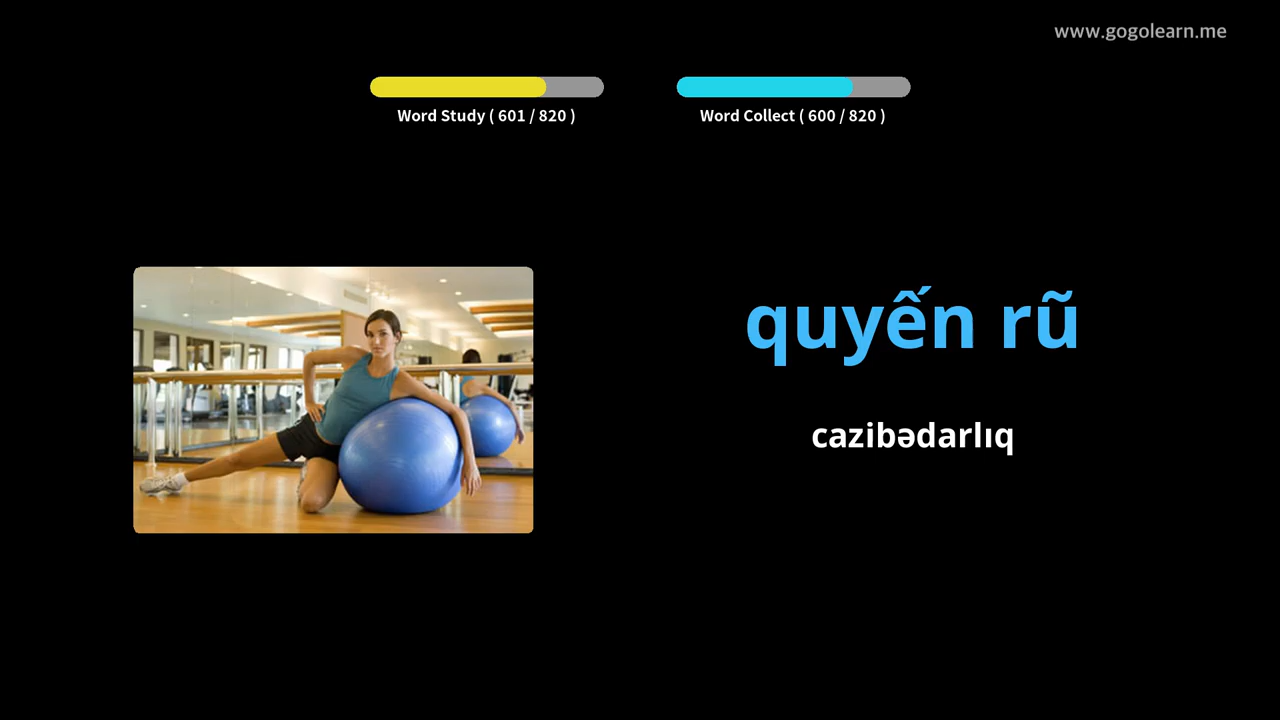 www.gogolearn.me
Word Study ( 601 / 820 )
Word Collect ( 600 / 820 )
quyến rũ
cazibədarlıq